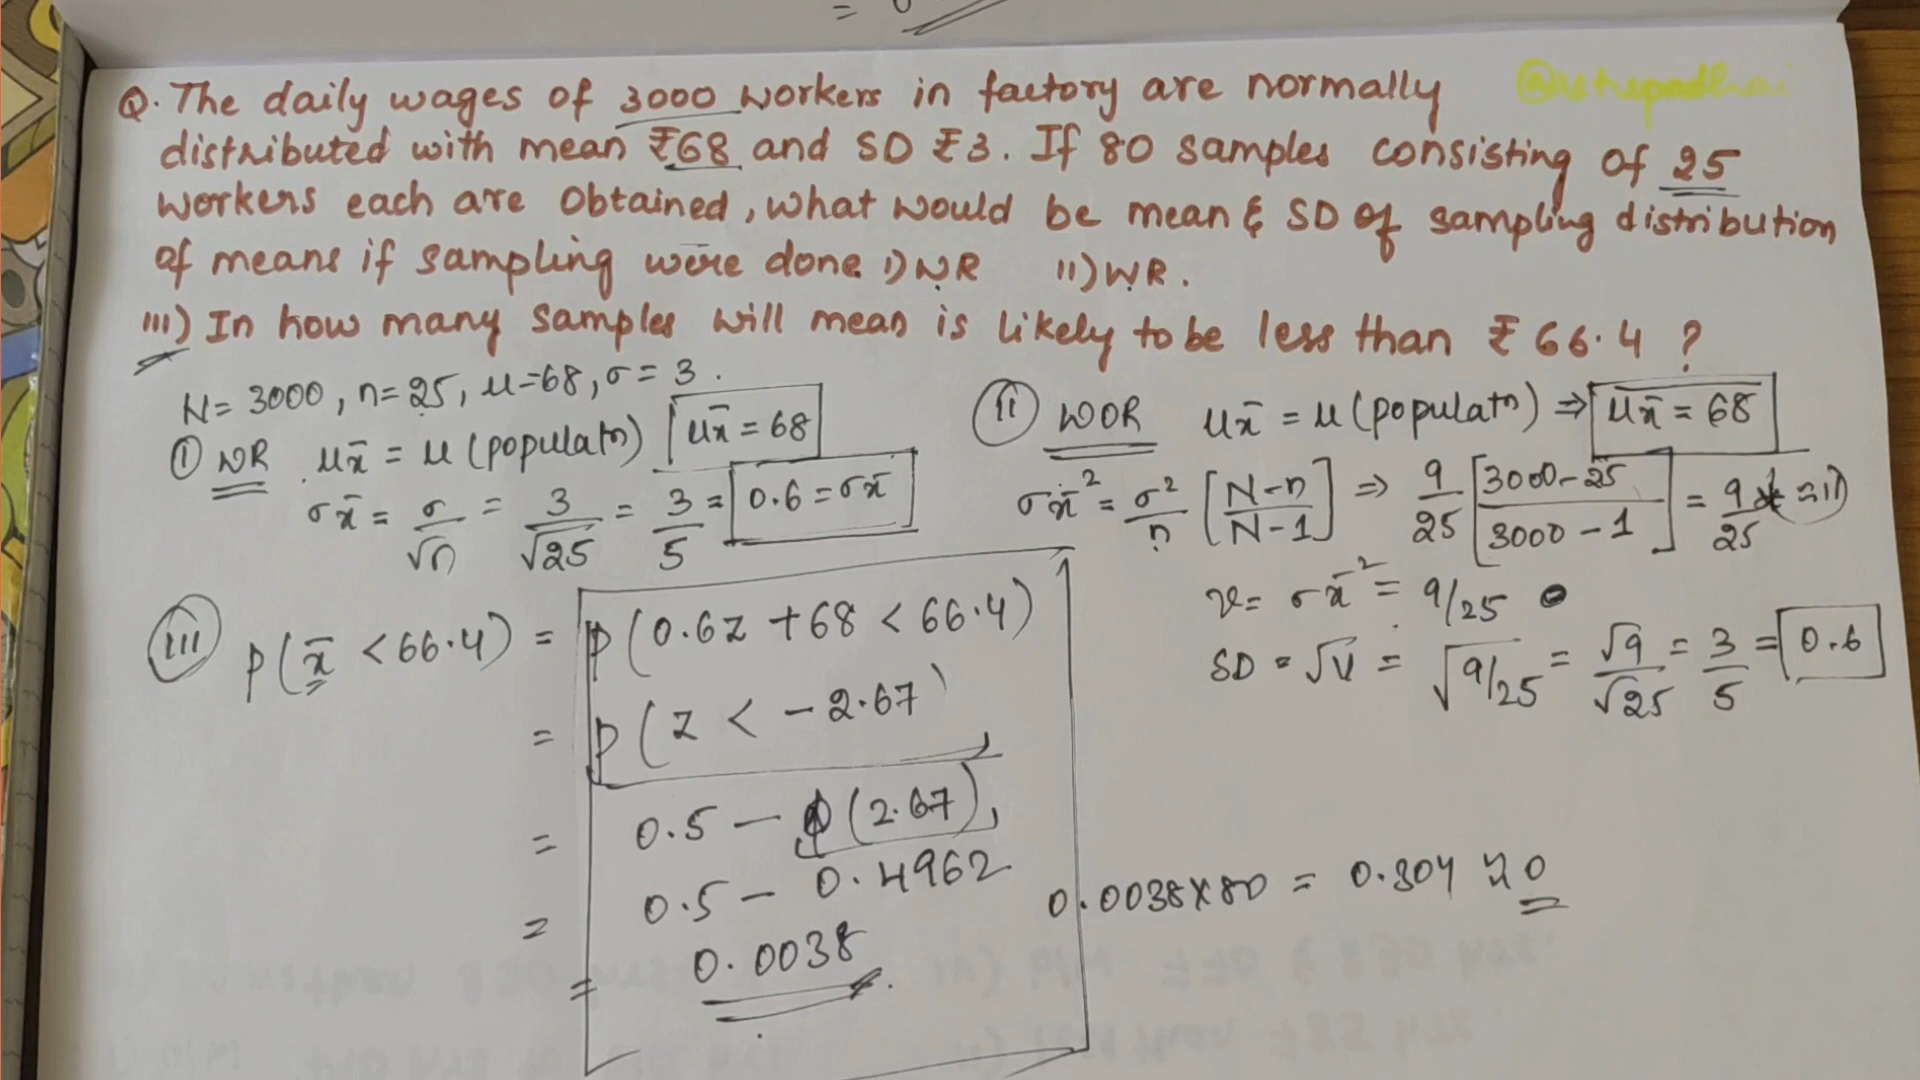 Q. The daily wages of 3000 workers in factory are normally
distributed with mean ₹68 and SD ₹3. If 80 samples consisting of 25
workers each are obtained, what would be mean & SD of sampling distribution
of means if sampling were done i) WR ii) WR.
iii) In how many samples will mean is likely to be less than ₹ 66.4 ?
N= 3000, n=25, μ=68, σ=3.
① WR μx̄ = μ (populatn) μx̄ = 68
σx̄ = σ/√n = 3/√25 = 3/5 = 0.6 = σx̄
ii WOR μx̄ = μ (populatn) ⇒ μx̄ = 68
σx̄² = σ²/n [N-n/N-1] ⇒ 9/25 [3000-25/3000-1] = 9/25
v= σx̄² = 9/25
SD = √V = √9/25 = √9/√25 = 3/5 = 0.6
iii p(x̄ <66.4) = p(0.6z +68 < 66.4)
= p(z < -2.67)
= 0.5 - ϕ(2.67)
= 0.5 - 0.4962
= 0.0038
0.0038×80 = 0.304 ≈ 0